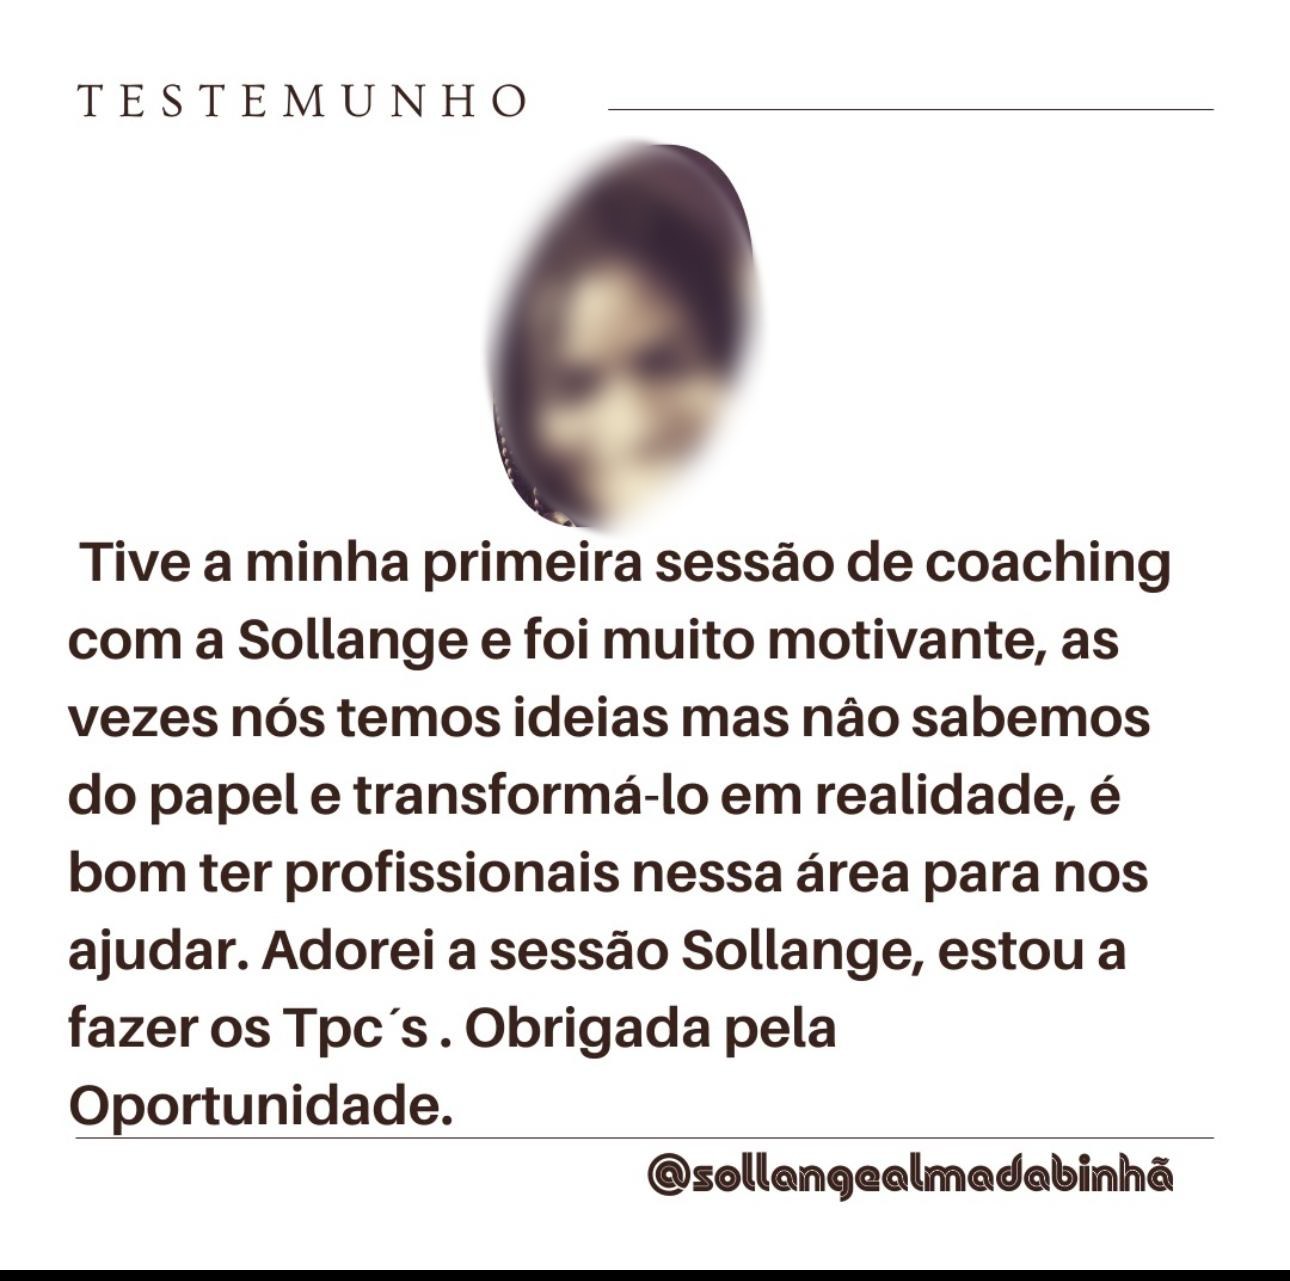 TESTEMUNHO
Tive a minha primeira sessão de coaching
com a Sollange e foi muito motivante, as
vezes nós temos ideias mas nâo sabemos
do papel e transformá-lo em realidade, é
bom ter profissionais nessa área para nos
ajudar. Adorei a sessão Sollange, estou a
fazer os Tpc´s . Obrigada pela
Oportunidade.
@sollangealmadabinhã